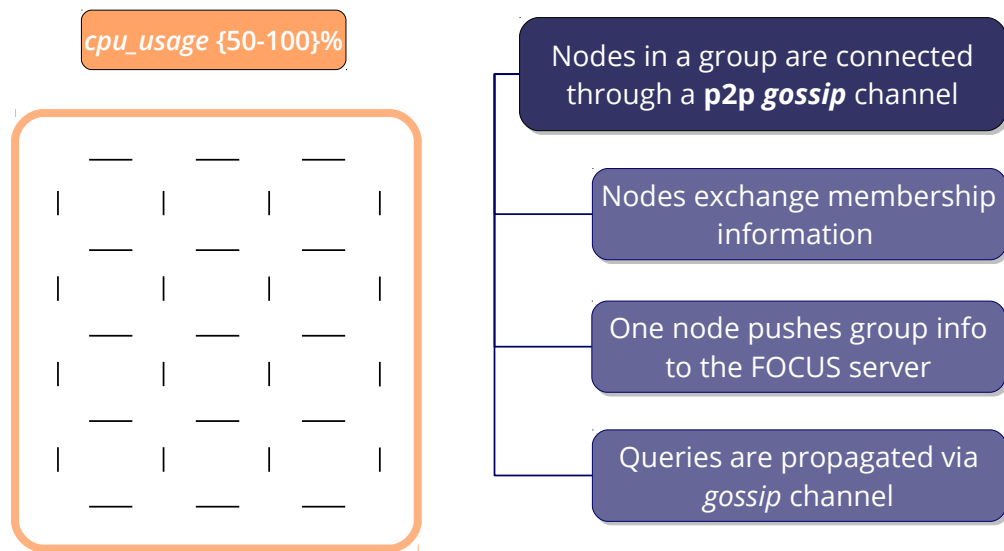 cpu_usage {50-100}%
Nodes in a group are connected
through a p2p gossip channel
Nodes exchange membership
information
One node pushes group info
to the FOCUS server
Queries are propagated via
gossip channel